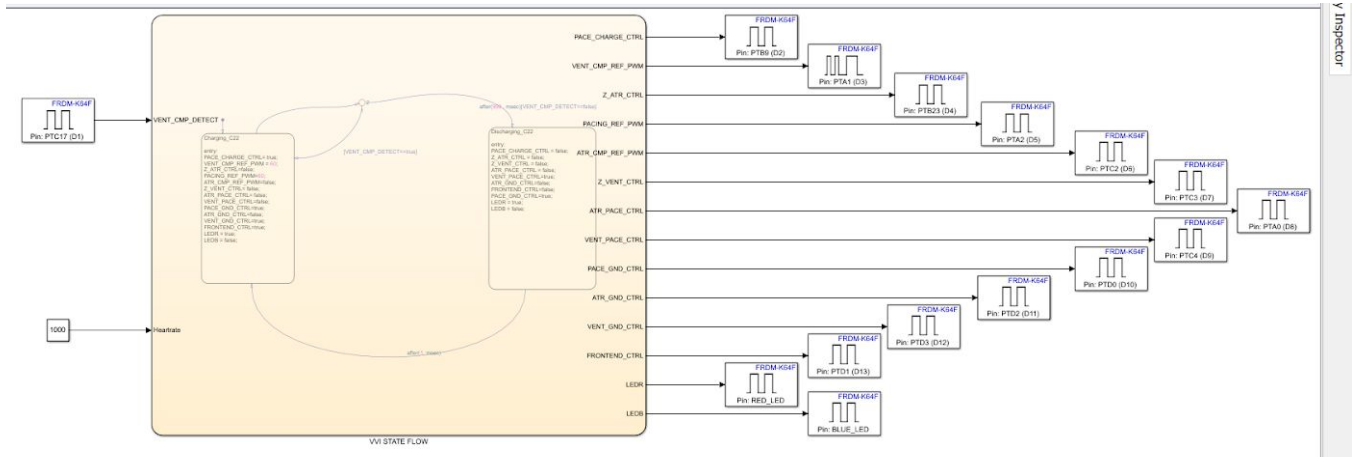 y Inspector
FRDM-K64F
Pin: PTC17 (D1)
1000
VENT_CMP_DETECT
Heartrate
Charging_C22
entry:
PACE_CHARGE_CTRL= true;
Z_ATR_CTRL=false;
ATR_CMP_REF_PWM=false;
Z_VENT_CTRL= false;
ATR_PACE_CTRL= false;
VENT_PACE_CTRL=false;
PACE_GND_CTRL=true;
ATR_GND_CTRL=false;
VENT_GND_CTRL=true;
FRONTEND_CTRL=true;
LEDR = true;
LEDB = false;
[VENT_CMP_DETECT==true]
Discharging_C22
entry:
PACE_CHARGE_CTRL = false;
Z_ATR_CTRL = false;
Z_VENT_CTRL = false;
ATR_PACE_CTRL = false;
VENT_PACE_CTRL=true;
ATR_GND_CTRL=false;
FRONTEND_CTRL=false;
PACE_GND_CTRL=true;
LEDR = true;
LEDB = false;
PACE_CHARGE_CTRL
VENT_CMP_REF_PWM
Z_ATR_CTRL
PACING_REF_PWM
ATR_CMP_REF_PWM
Z_VENT_CTRL
ATR_PACE_CTRL
VENT_PACE_CTRL
PACE_GND_CTRL
ATR_GND_CTRL
VENT_GND_CTRL
FRONTEND_CTRL
LEDR
LEDB
VVI STATE FLOW
FRDM-K64F
Pin: PTB9 (D2)
FRDM-K64F
Pin: PTA1 (D3)
FRDM-K64F
Pin: PTB23 (D4)
FRDM-K64F
Pin: PTA2 (D5)
FRDM-K64F
Pin: PTC2 (D6)
FRDM-K64F
Pin: PTC3 (D7)
FRDM-K64F
Pin: PTA0 (D8)
FRDM-K64F
Pin: PTC4 (D9)
FRDM-K64F
Pin: PTD0 (D10)
FRDM-K64F
Pin: PTD2 (D11)
FRDM-K64F
Pin: PTD3 (D12)
FRDM-K64F
Pin: PTD1 (D13)
FRDM-K64F
Pin: RED_LED
FRDM-K64F
Pin: BLUE_LED